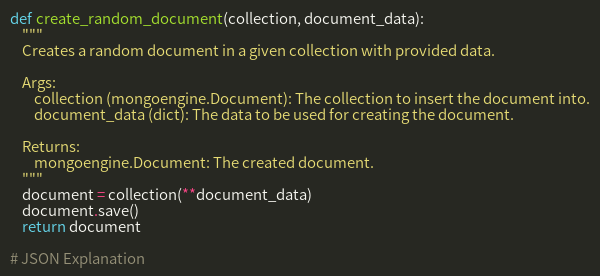 def create_random_document(collection, document_data):
    """
    Creates a random document in a given collection with provided data.

    Args:
        collection (mongoengine.Document): The collection to insert the document into.
        document_data (dict): The data to be used for creating the document.

    Returns:
        mongoengine.Document: The created document.
    """
    document = collection(**document_data)
    document.save()
    return document

# JSON Explanation